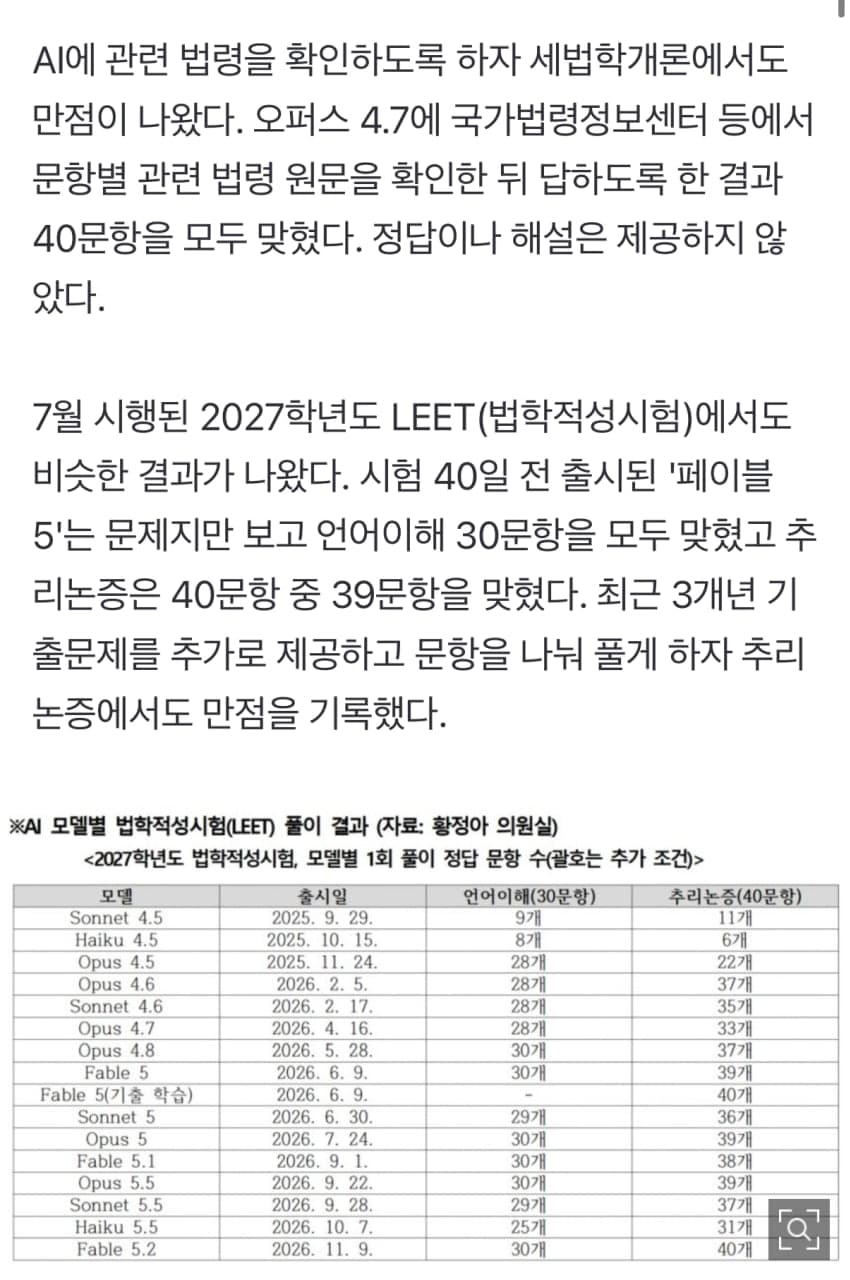 AI에 관련 법령을 확인하도록 하자 세법학개론에서도
만점이 나왔다. 오퍼스 4.7에 국가법령정보센터 등에서
문항별 관련 법령 원문을 확인한 뒤 답하도록 한 결과
40문항을 모두 맞혔다. 정답이나 해설은 제공하지 않
았다.
7월 시행된 2027학년도 LEET(법학적성시험)에서도
비슷한 결과가 나왔다. 시험 40일 전 출시된 '페이블
5'는 문제지만 보고 언어이해 30문항을 모두 맞혔고 추
리논증은 40문항 중 39문항을 맞혔다. 최근 3개년 기
출문제를 추가로 제공하고 문항을 나눠 풀게 하자 추리
논증에서도 만점을 기록했다.
※AI 모델별 법학적성시험(LEET) 풀이 결과 (자료: 황정아 의원실)
<2027학년도 법학적성시험, 모델별 1회 풀이 정답 문항 수(괄호는 추가 조건)>
모델 출시일 언어이해(30문항) 추리논증(40문항)
Sonnet 4.5 2025. 9. 29. 9개 11개
Haiku 4.5 2025. 10. 15. 8개 6개
Opus 4.5 2025. 11. 24. 28개 22개
Opus 4.6 2026. 2. 5. 28개 37개
Sonnet 4.6 2026. 2. 17. 28개 35개
Opus 4.7 2026. 4. 16. 28개 33개
Opus 4.8 2026. 5. 28. 30개 37개
Fable 5 2026. 6. 9. 30개 39개
Fable 5(기출 학습) 2026. 6. 9. - 40개
Sonnet 5 2026. 6. 30. 29개 36개
Opus 5 2026. 7. 24. 30개 39개
Fable 5.1 2026. 9. 1. 30개 38개
Opus 5.5 2026. 9. 22. 30개 39개
Sonnet 5.5 2026. 9. 28. 29개 37개
Haiku 5.5 2026. 10. 7. 25개 31개
Fable 5.2 2026. 11. 9. 30개 40개